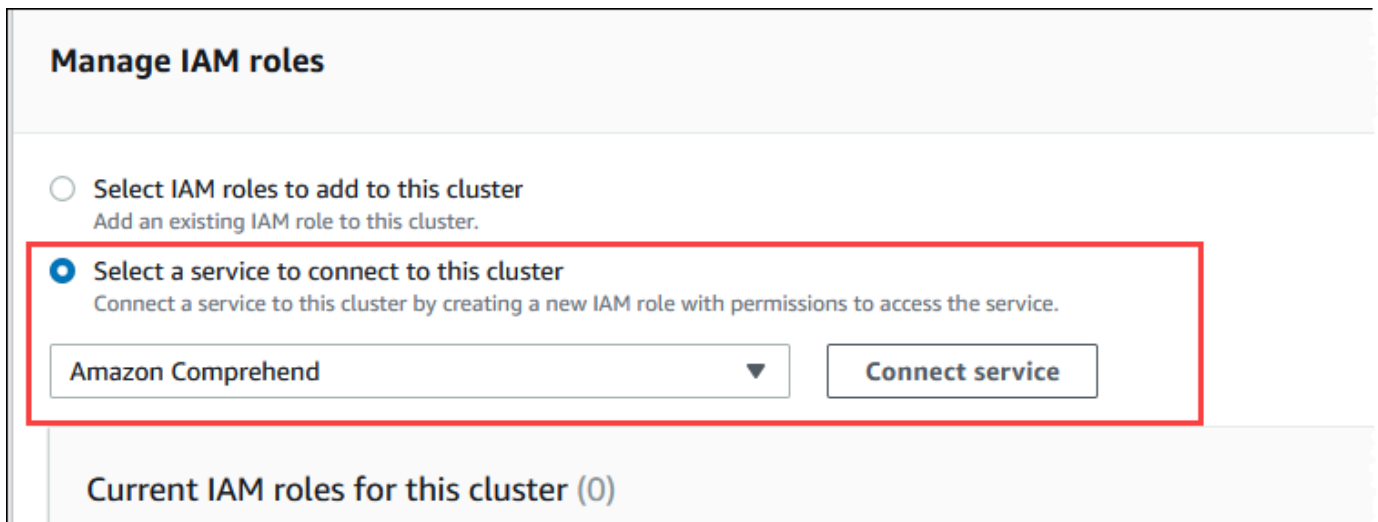 Manage IAM roles
Select IAM roles to add to this cluster
Add an existing IAM role to this cluster.
Select a service to connect to this cluster
Connect a service to this cluster by creating a new IAM role with permissions to access the service.
Amazon Comprehend
Connect service
Current IAM roles for this cluster (0)